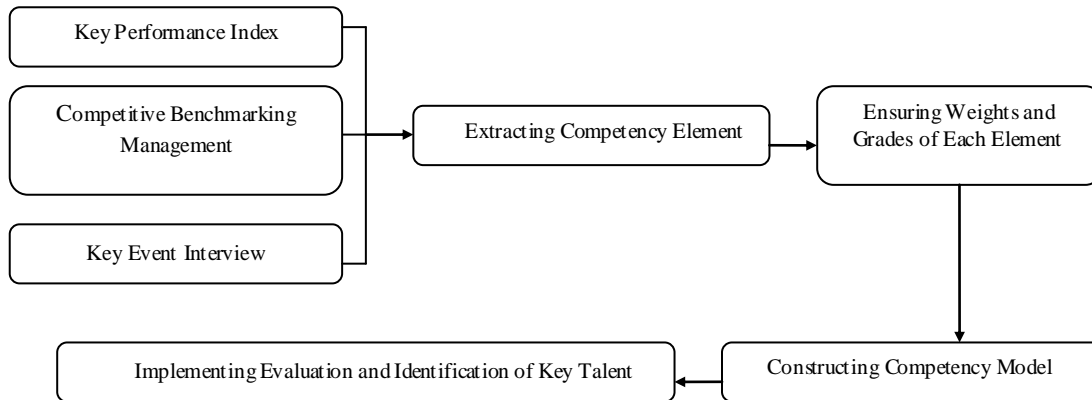 Key Performance Index
Competitive Benchmarking
Management
Key Event Interview
Extracting Competency Element
Ensuring Weights and
Grades of Each Element
Constructing Competency Model
Implementing Evaluation and Identification of Key Talent